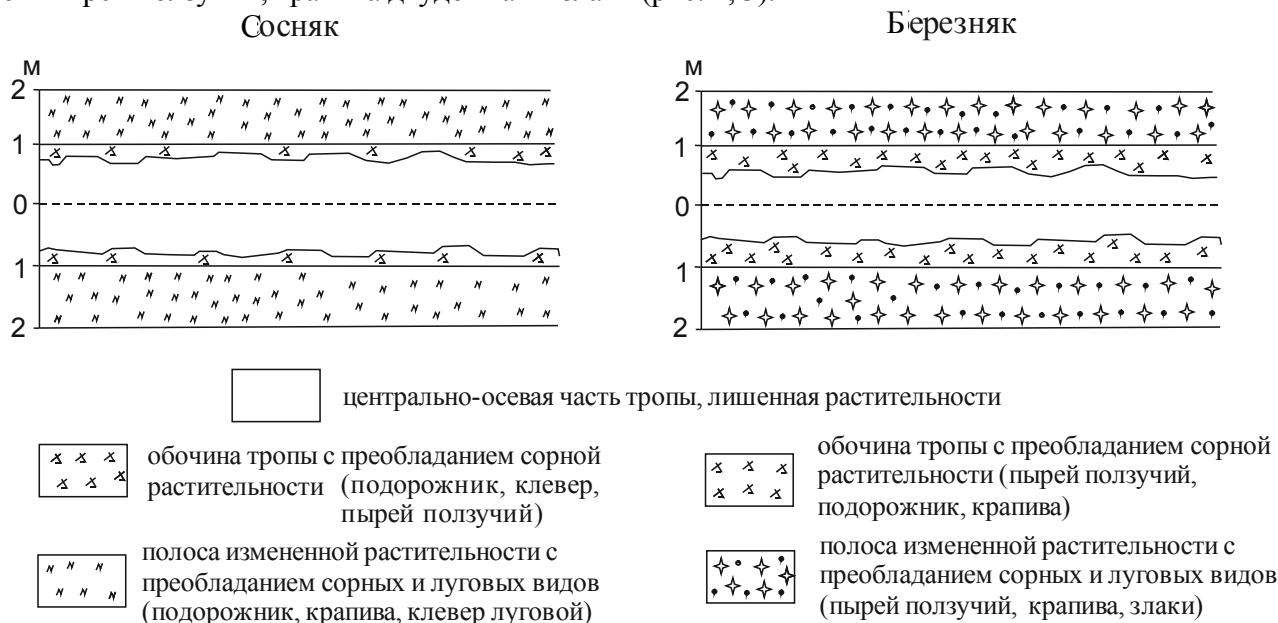 Сосняк
Березняк
м
2
1
0
1
2
м
2
1
0
1
2
центрально-осевая часть тропы, лишенная растительности
обочина тропы с преобладанием сорной
растительности (подорожник, клевер,
пырей ползучий)
полоса измененной растительности с
преобладанием сорных и луговых видов
(подорожник, крапива, клевер луговой)
обочина тропы с преобладанием сорной
растительности (пырей ползучий,
подорожник, крапива)
полоса измененной растительности с
преобладанием сорных и луговых видов
(пырей ползучий, крапива, злаки)